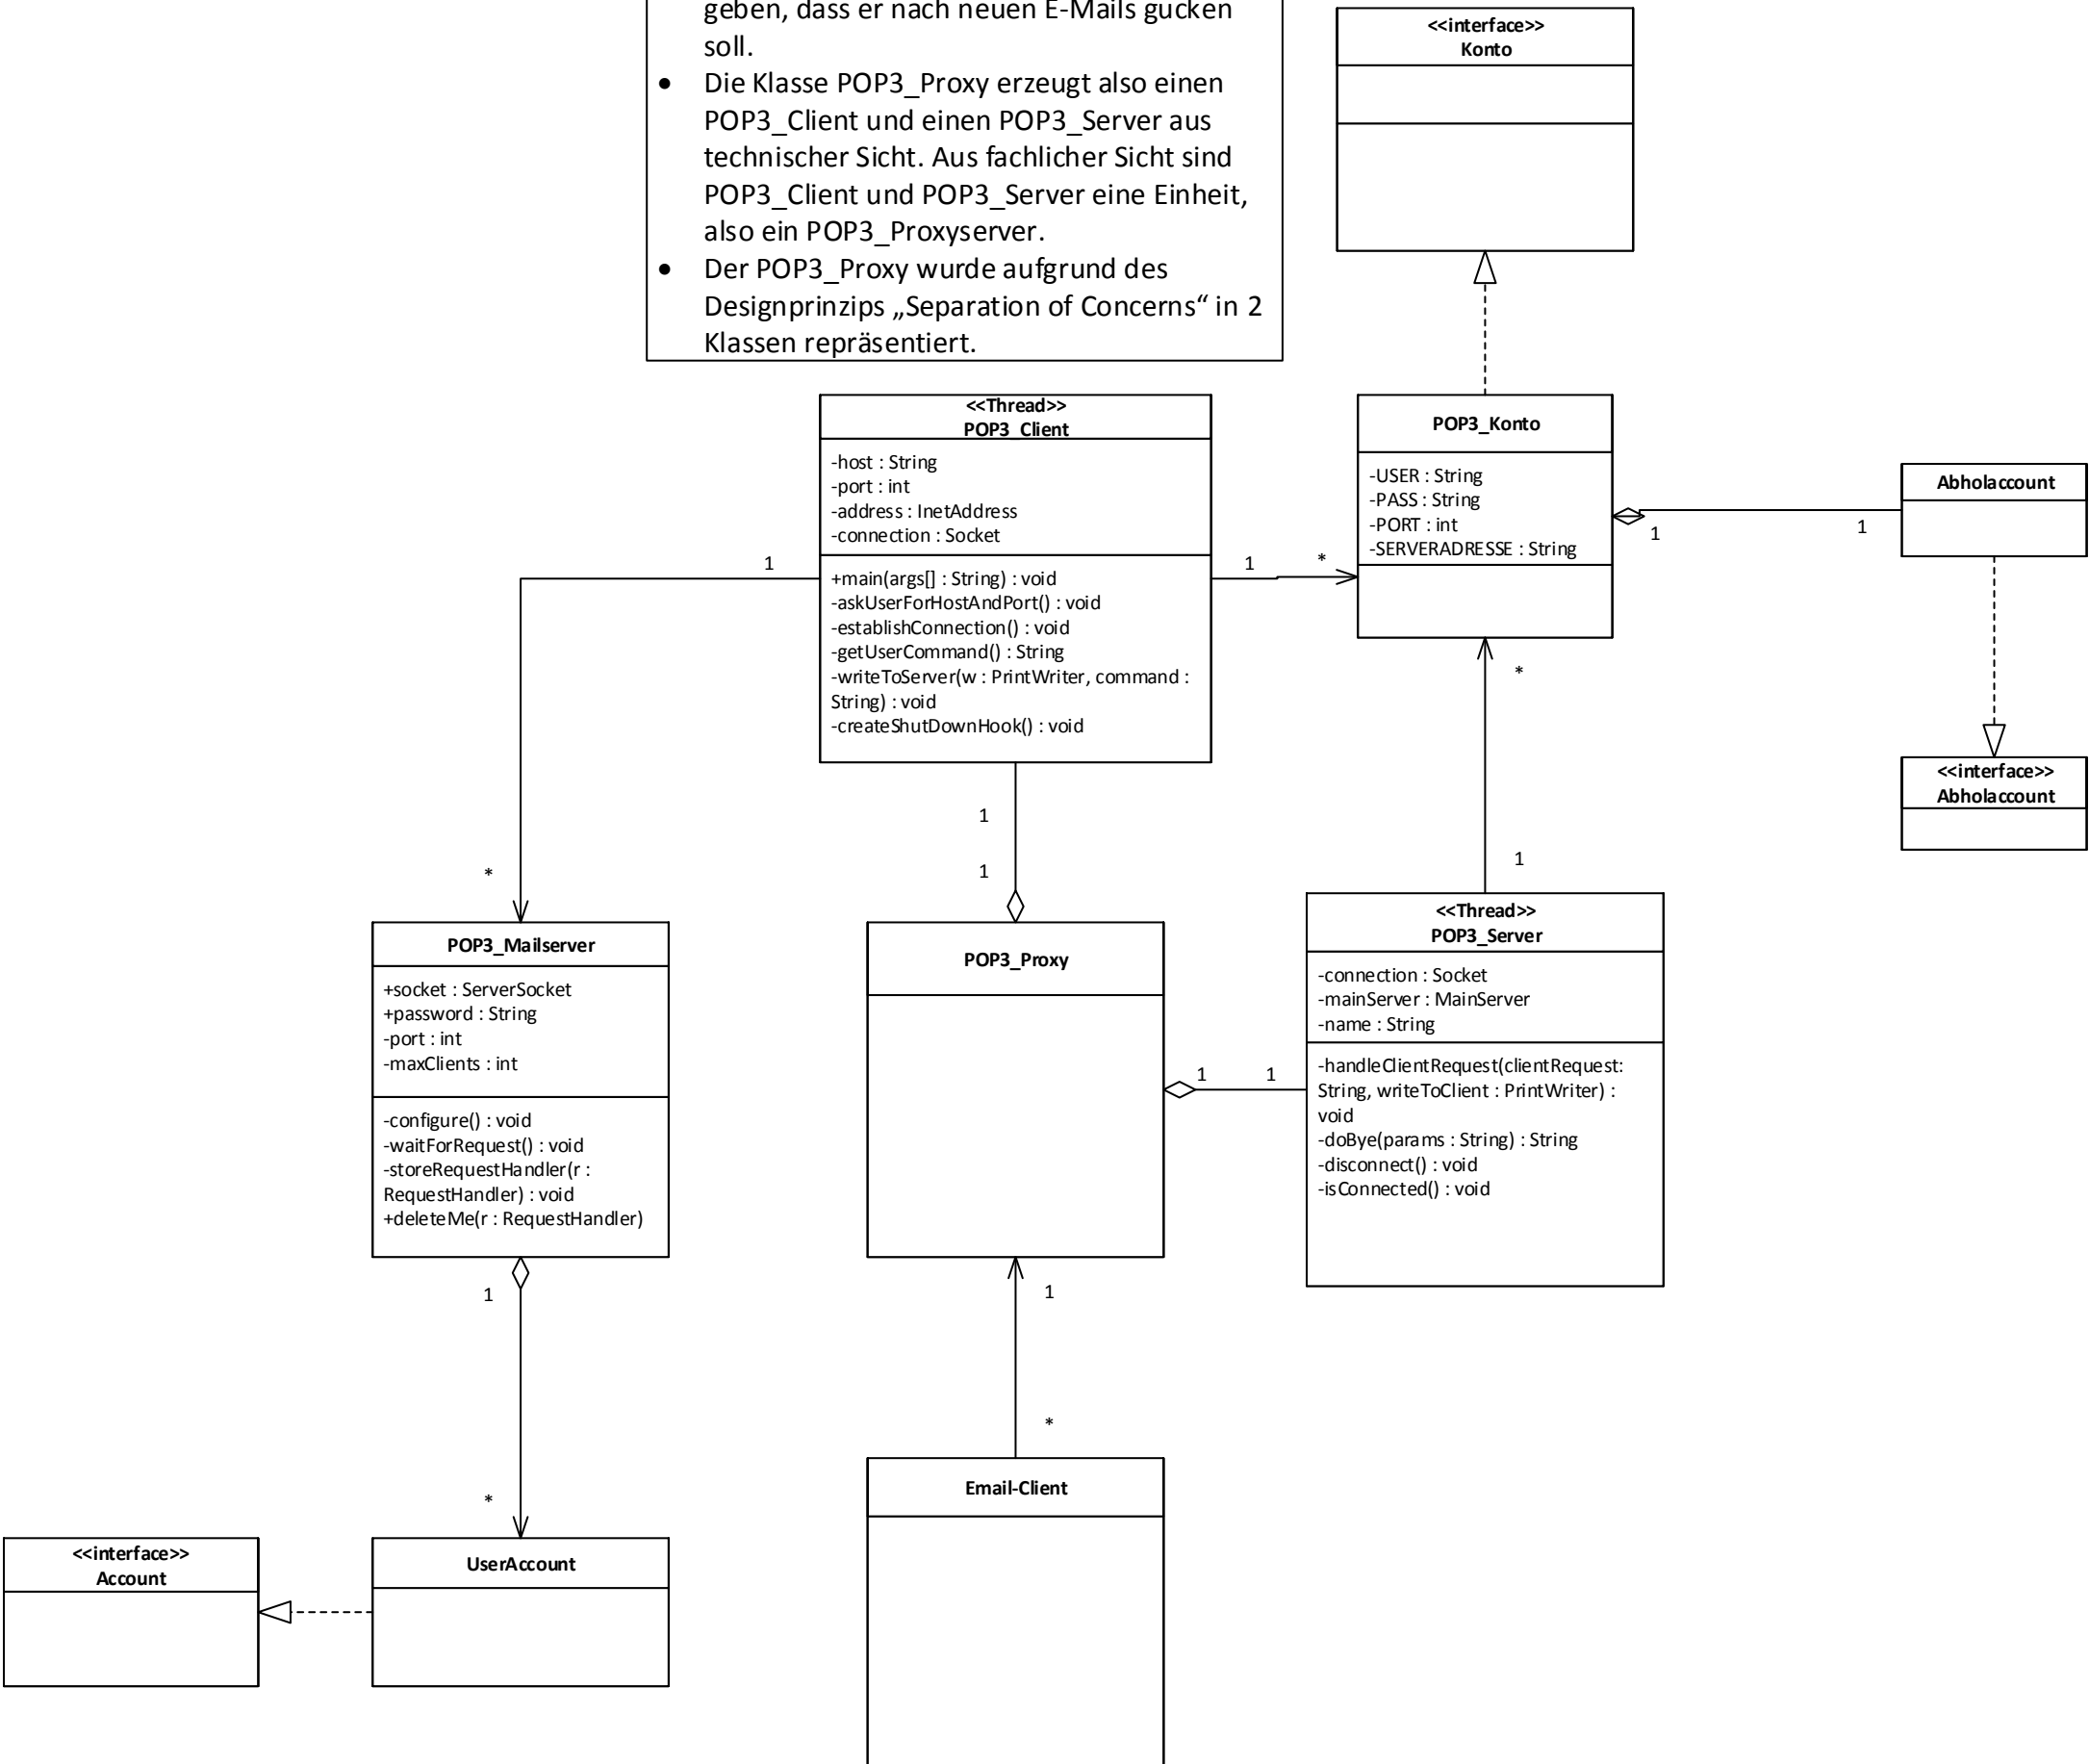 geben, dass er nach neuen E-Mails gucken
soll.
• Die Klasse POP3_Proxy erzeugt also einen
POP3_Client und einen POP3_Server aus
technischer Sicht. Aus fachlicher Sicht sind
POP3_Client und POP3_Server eine Einheit,
also ein POP3_Proxyserver.
• Der POP3_Proxy wurde aufgrund des
Designprinzips „Separation of Concerns“ in 2
Klassen repräsentiert.
<<interface>>
Konto
<<Thread>>
POP3_Client
-host : String
-port : int
-address : InetAddress
-connection : Socket
+main(args[] : String) : void
-askUserForHostAndPort() : void
-establishConnection() : void
-getUserCommand() : String
-writeToServer(w : PrintWriter, command :
String) : void
-createShutDownHook() : void
POP3_Konto
-USER : String
-PASS : String
-PORT : int
-SERVERADRESSE : String
Abholaccount
1
1
1
1
*
*
1
<<interface>>
Abholaccount
1
1
*
POP3_Mailserver
+socket : ServerSocket
+password : String
-port : int
-maxClients : int
-configure() : void
-waitForRequest() : void
-storeRequestHandler(r :
RequestHandler) : void
+deleteMe(r : RequestHandler)
POP3_Proxy
1
1
<<Thread>>
POP3_Server
-connection : Socket
-mainServer : MainServer
-name : String
-handleClientRequest(clientRequest:
String, writeToClient : PrintWriter) :
void
-doBye(params : String) : String
-disconnect() : void
-isConnected() : void
1
*
1
*
Email-Client
<<interface>>
Account
UserAccount